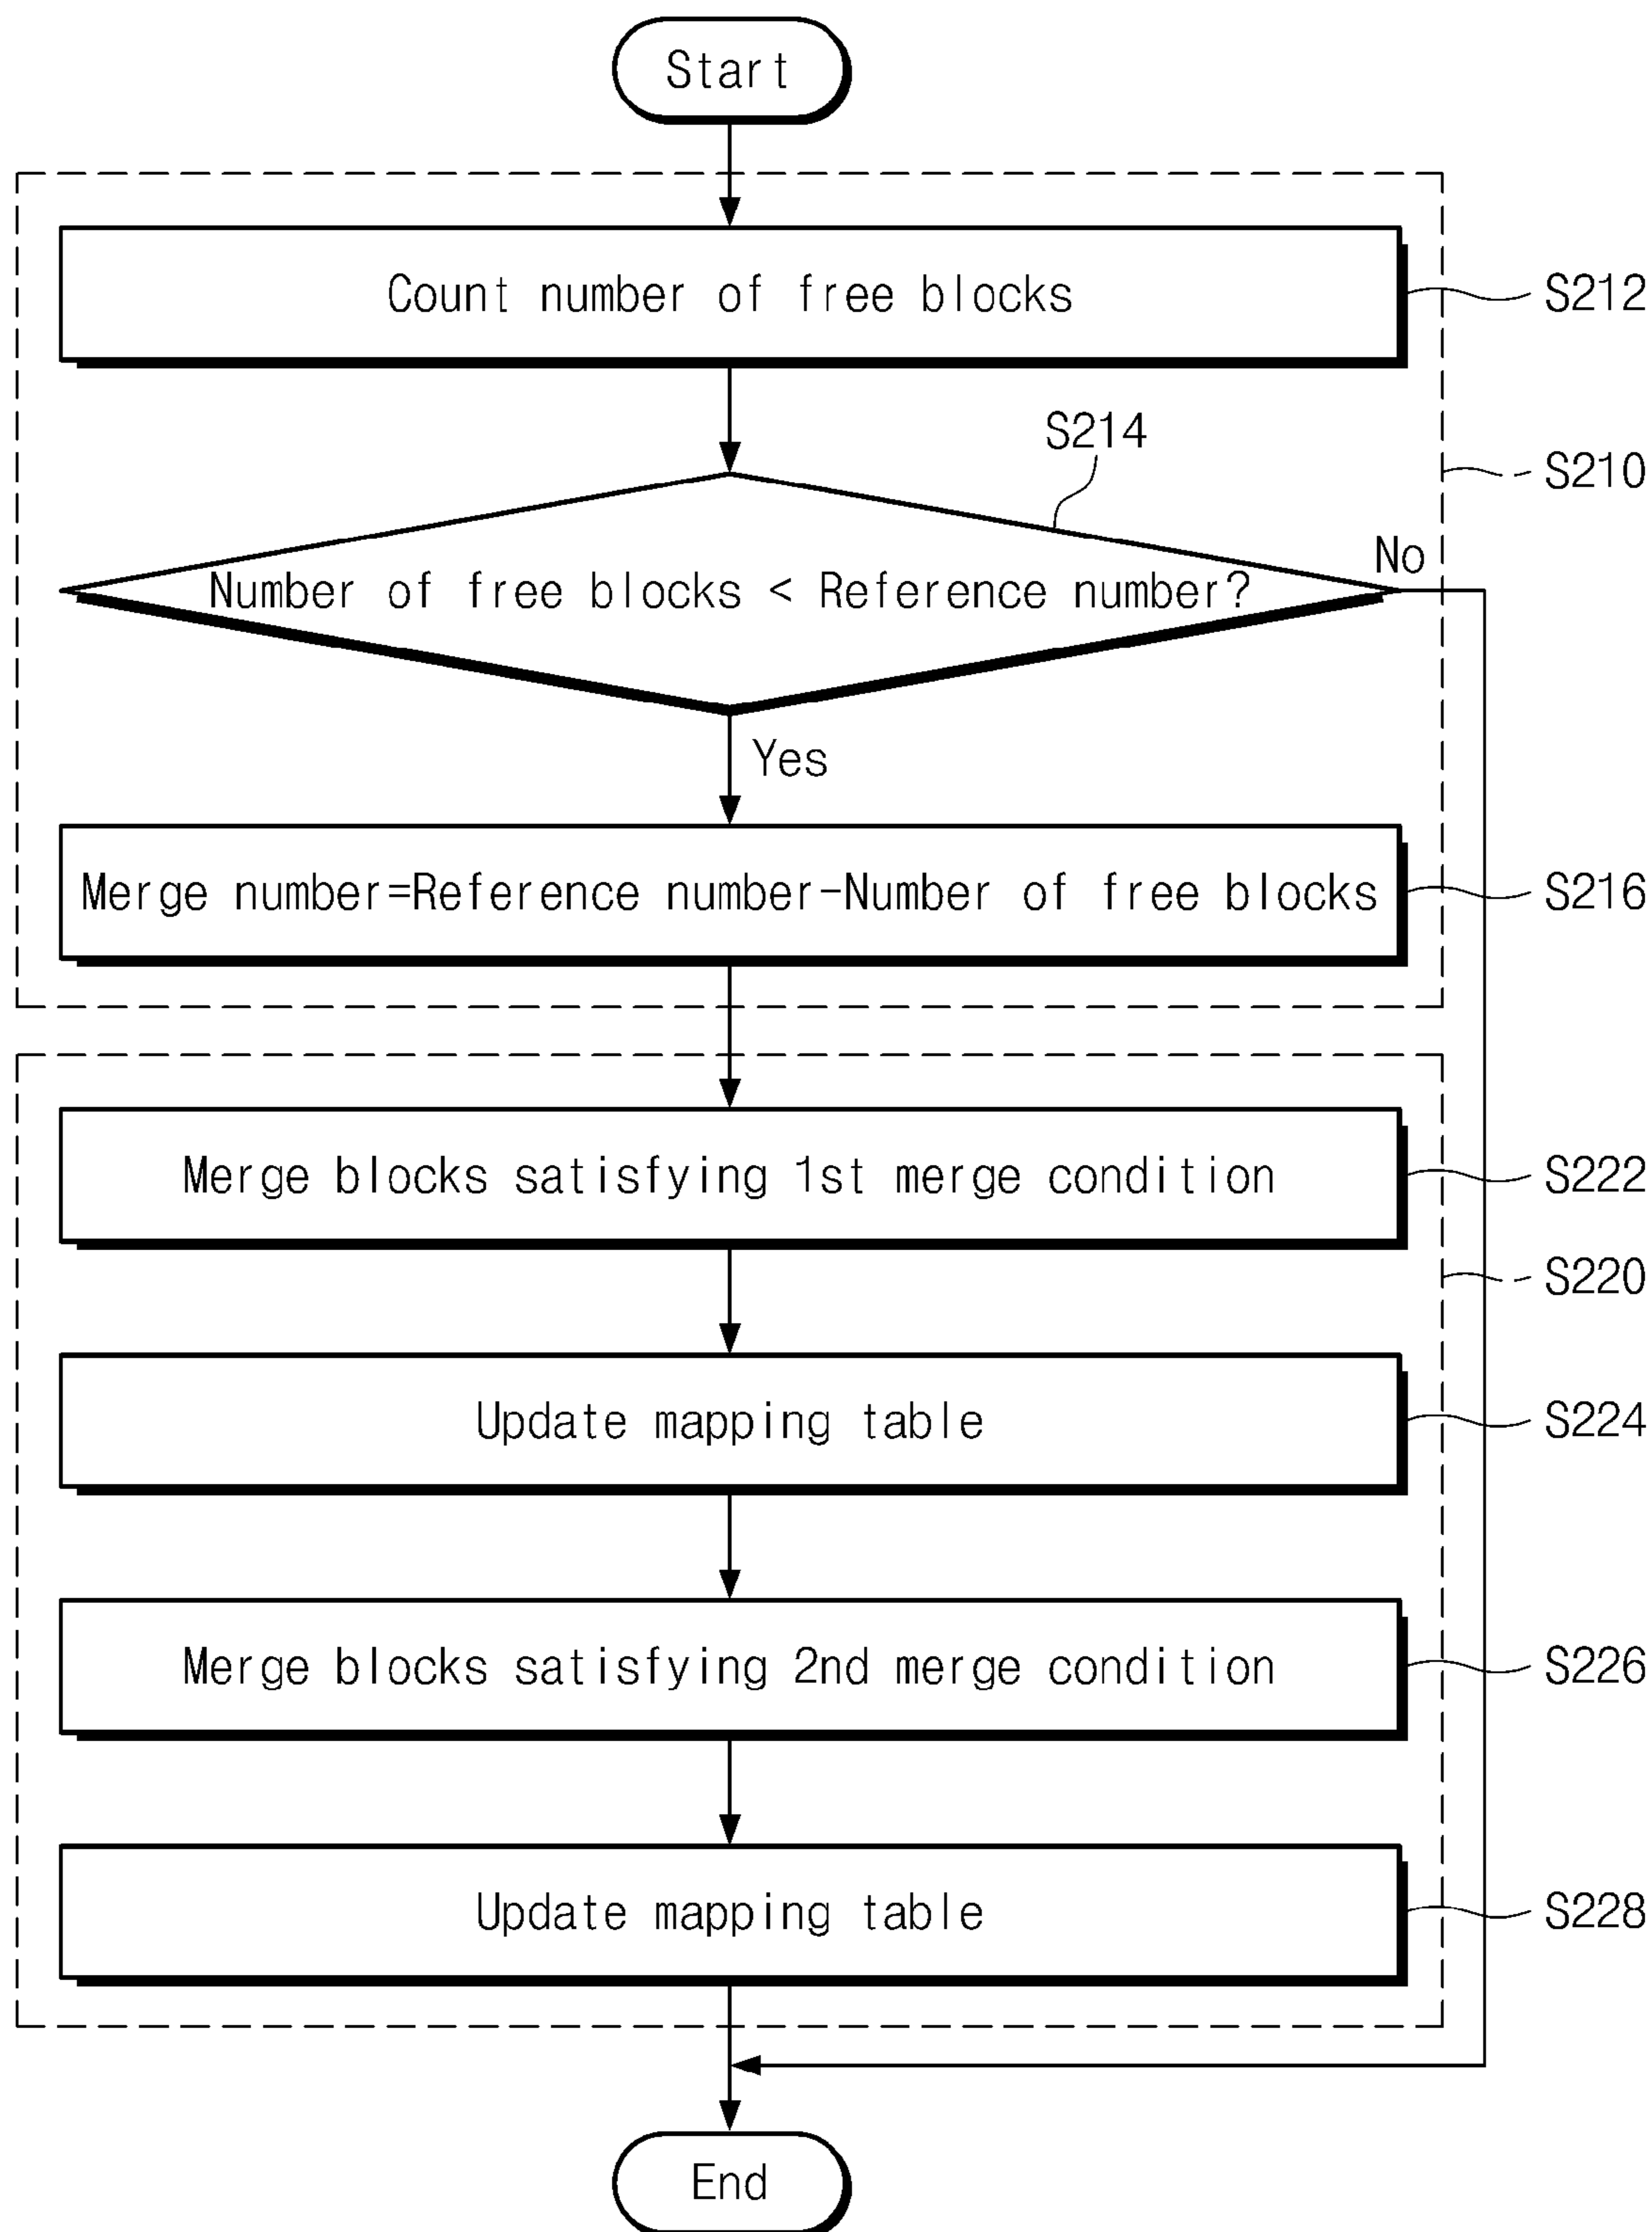 Start
Count number of free blocks
S212
S214
S210
No
Number of free blocks < Reference number?
Yes
Merge number=Reference number-Number of free blocks
S216
Merge blocks satisfying 1st merge condition
S222
S220
Update mapping table
S224
Merge blocks satisfying 2nd merge condition
S226
Update mapping table
S228
End